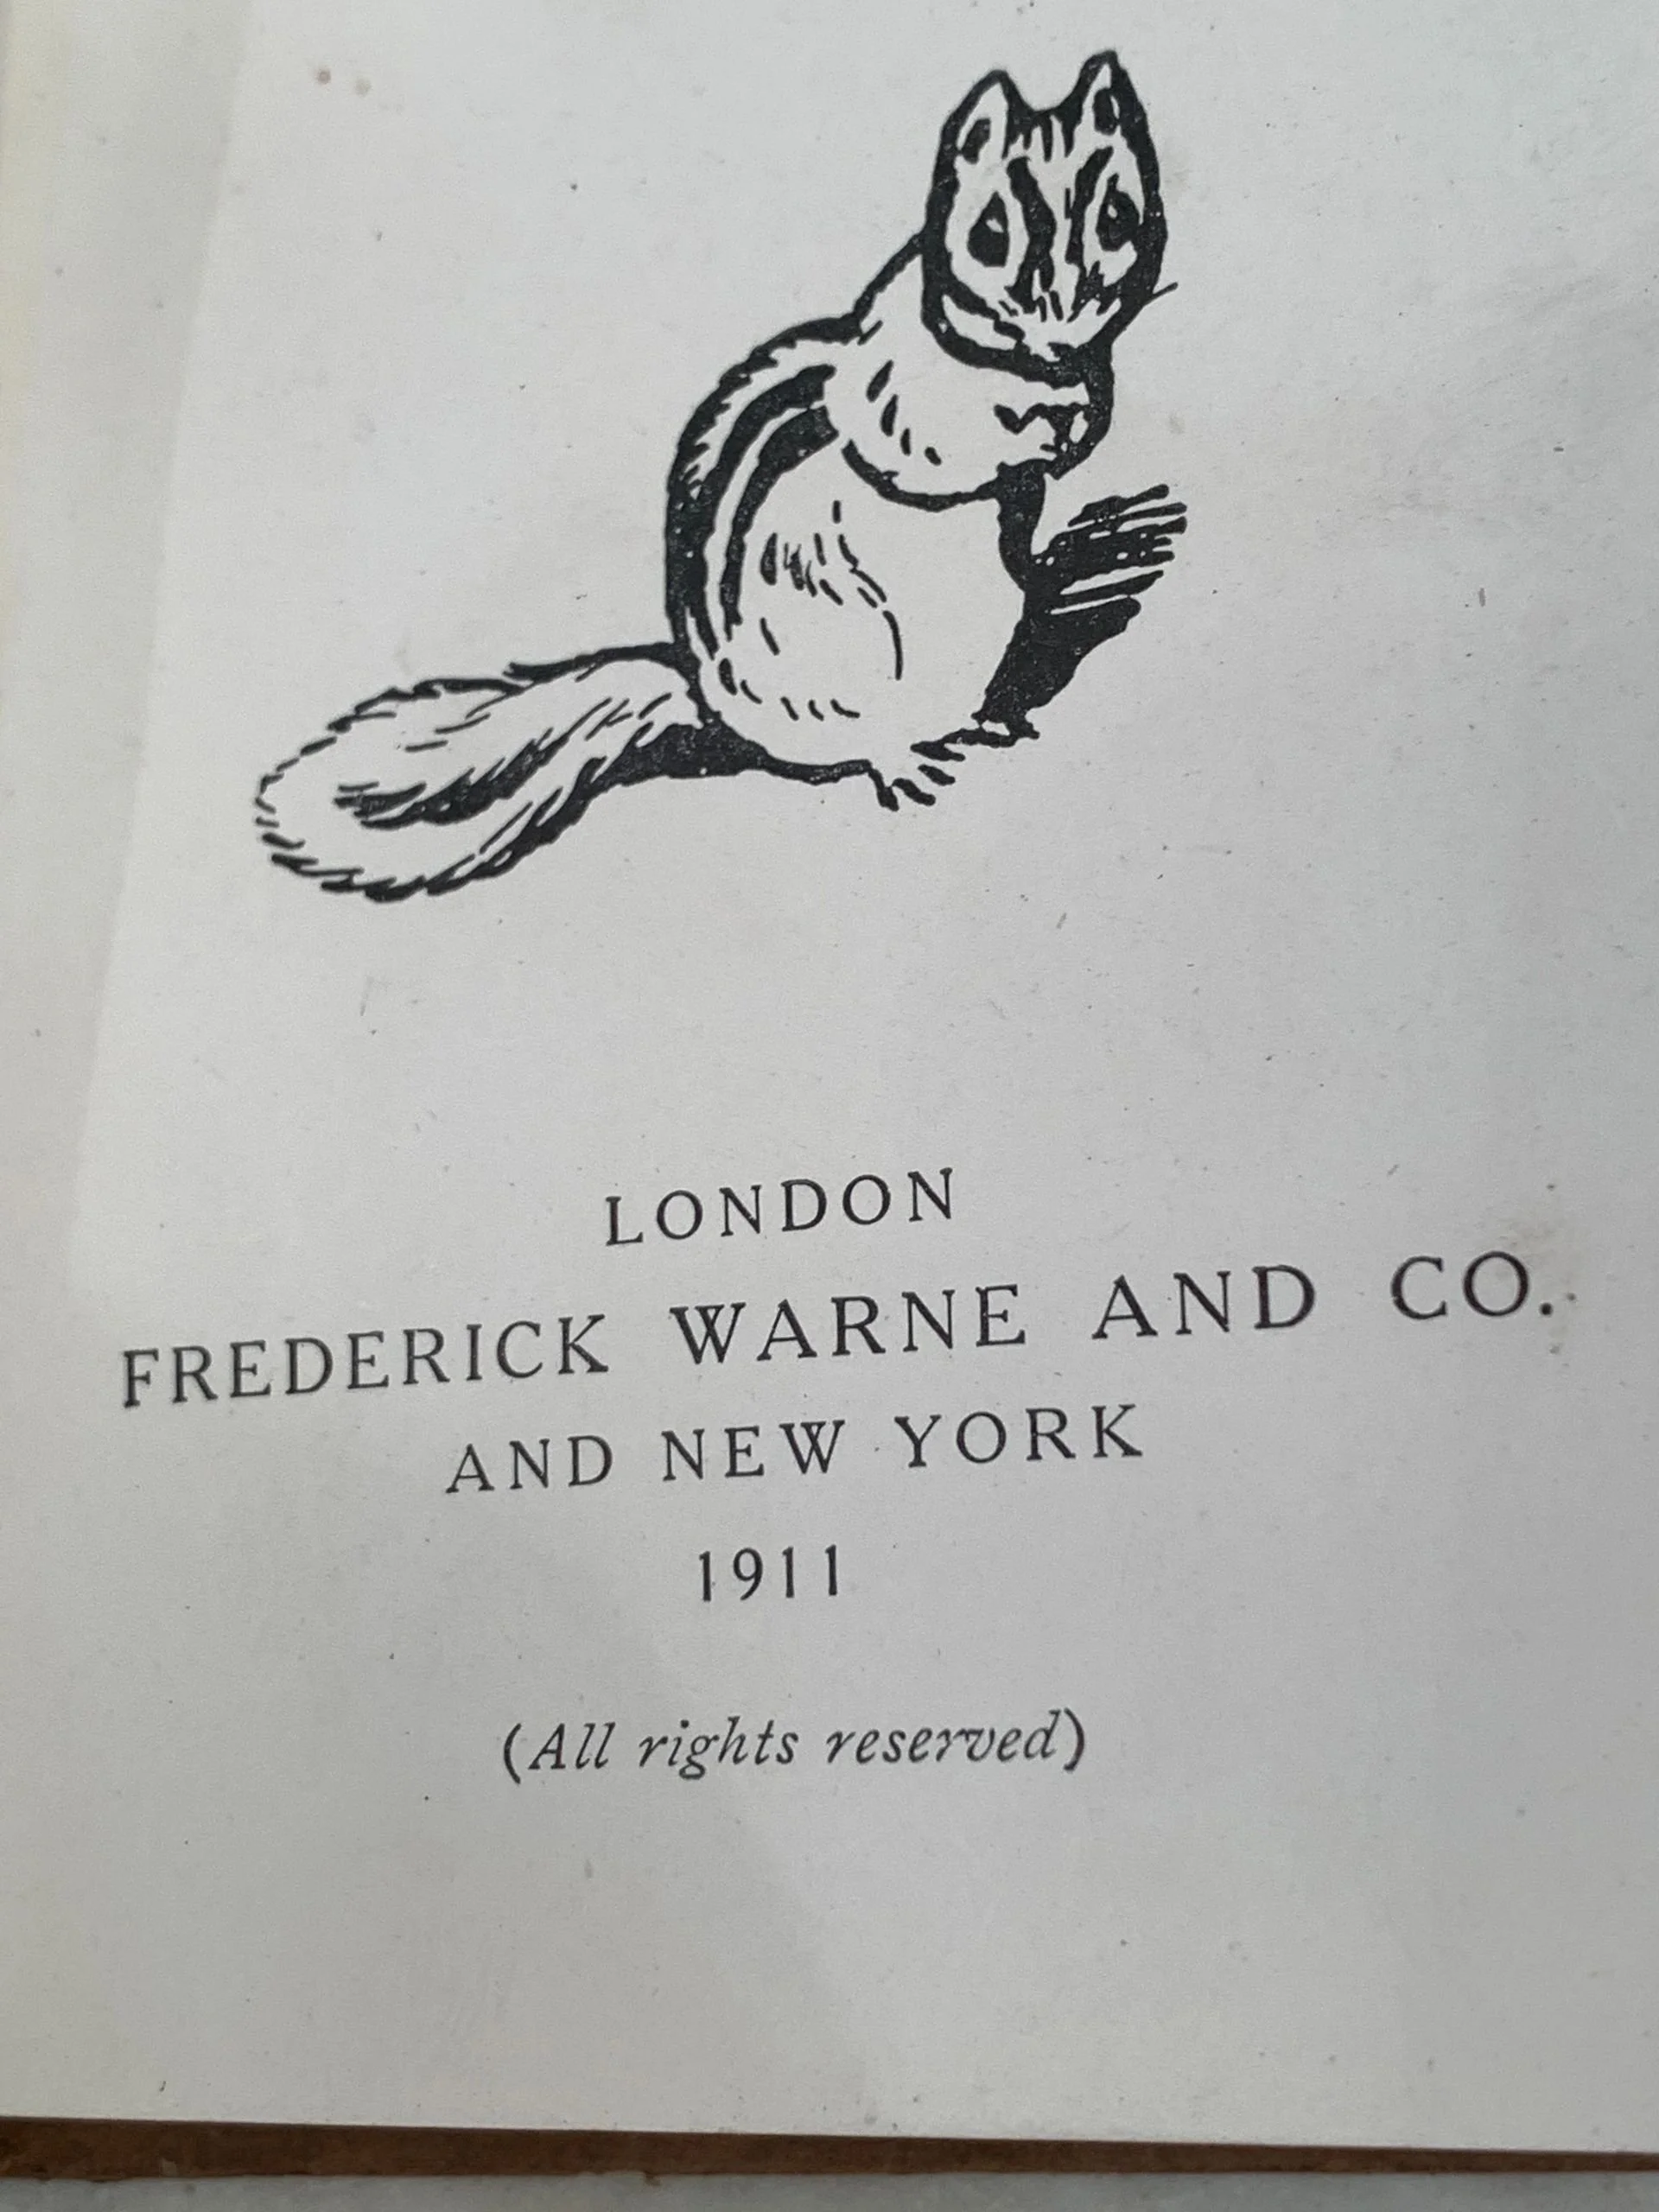 LONDON
FREDERICK WARNE AND CO.
AND NEW YORK
1911
(All rights reserved)